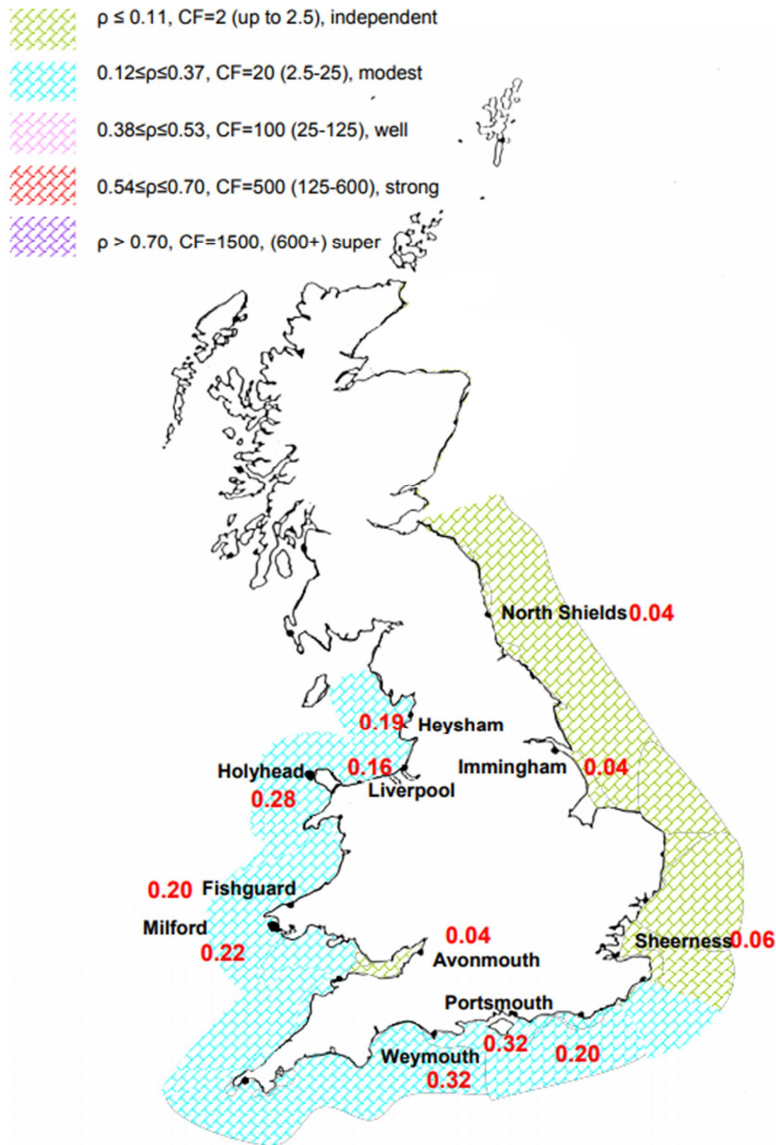 ρ ≤ 0.11, CF=2 (up to 2.5), independent
0.12≤ρ≤0.37, CF=20 (2.5-25), modest
0.38≤ρ≤0.53, CF=100 (25-125), well
0.54≤ρ≤0.70, CF=500 (125-600), strong
ρ > 0.70, CF=1500, (600+) super
North Shields 0.04
0.19 Heysham
Holyhead
0.16
Immingham 0.04
Liverpool
0.28
0.20 Fishguard
Milford
0.22
0.04
Avonmouth
Sheerness 0.06
Portsmouth
0.32
0.20
Weymouth
0.32